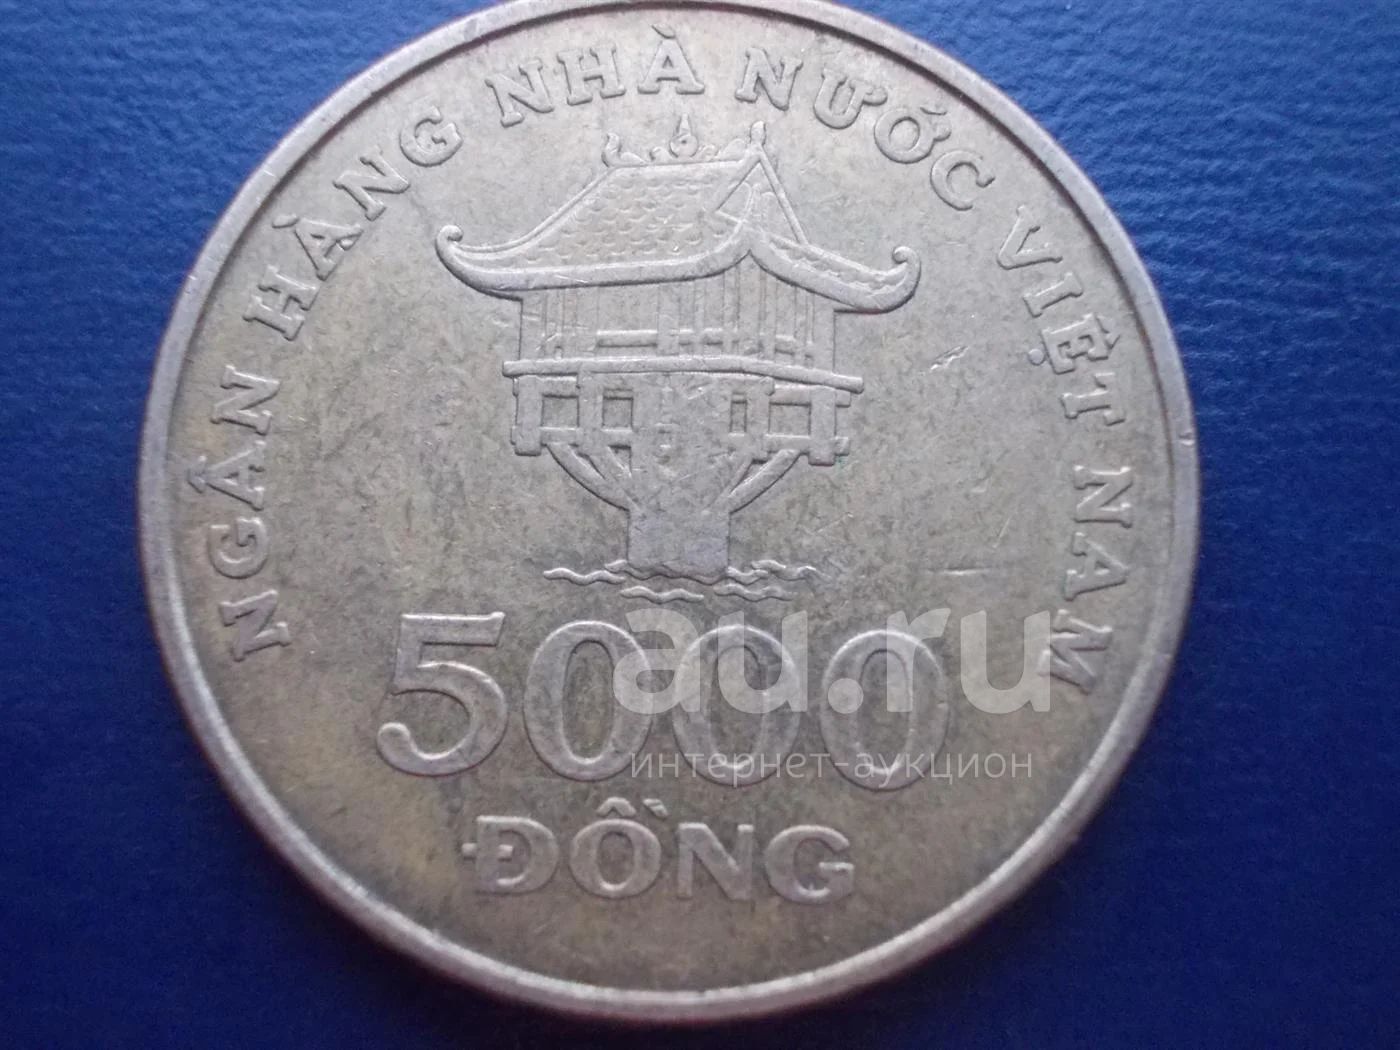 NGÂN HÀNG NHÀ NƯỚC VIỆT NAM
5000
ĐỒNG
au.ru
интернет-аукцион